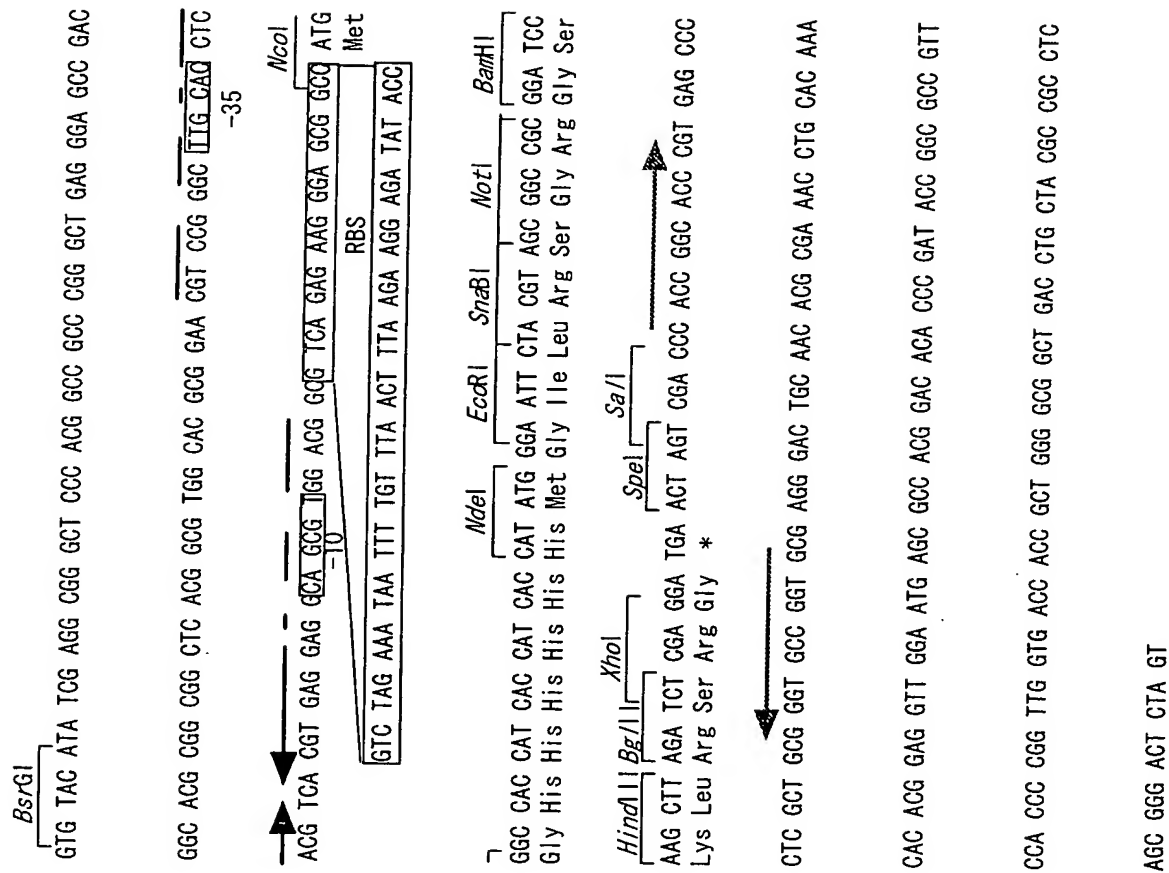 BsrGI
GTG TAC ATA TCG AGG CGG GCT CCC ACG GCC GCC CGG GCT GAG GGA GCC GAC
GGC ACG CGG CGG CTC ACG GCG TGG CAC GCG GAA CGT CCG GGC TTG CAC CTC
-35
NcoI
ACG TCA CGT GAG GAG GCA GCG TGG ACG GCG TCA GAG AAG GGA GCG GCC ATG
-10
RBS
Met
GTC TAG AAA TAA TTT TGT TTA ACT TTA AGA AGG AGA TAT ACC
NdeI EcoRI SnaBI NotI BamHI
GGC CAC CAT CAC CAT CAC CAT ATG GGA ATT CTA CGT AGC GGC CGC GGA TCC
Gly His His His His His His Met Gly Ile Leu Arg Ser Gly Arg Gly Ser
HindIII BglII XhoI SpeI SalI
AAG CTT AGA TCT CGA GGA TGA ACT AGT CGA CCC ACC GGC ACC CGT GAG CCC
Lys Leu Arg Ser Arg Gly *
CTC GCT GCG GGT GCC GGT GCG AGG GAC TGC AAC ACG CGA AAC CTG CAC AAA
CAC ACG GAG GTT GGA ATG AGC GCC ACG GAC ACA CCC GAT ACC GGC GCC GTT
CCA CCC CGG TTG GTG ACC ACC GCT GGG GCG GCT GAC CTG CTA CGC CGC CTC
AGC GGG ACT CTA GT